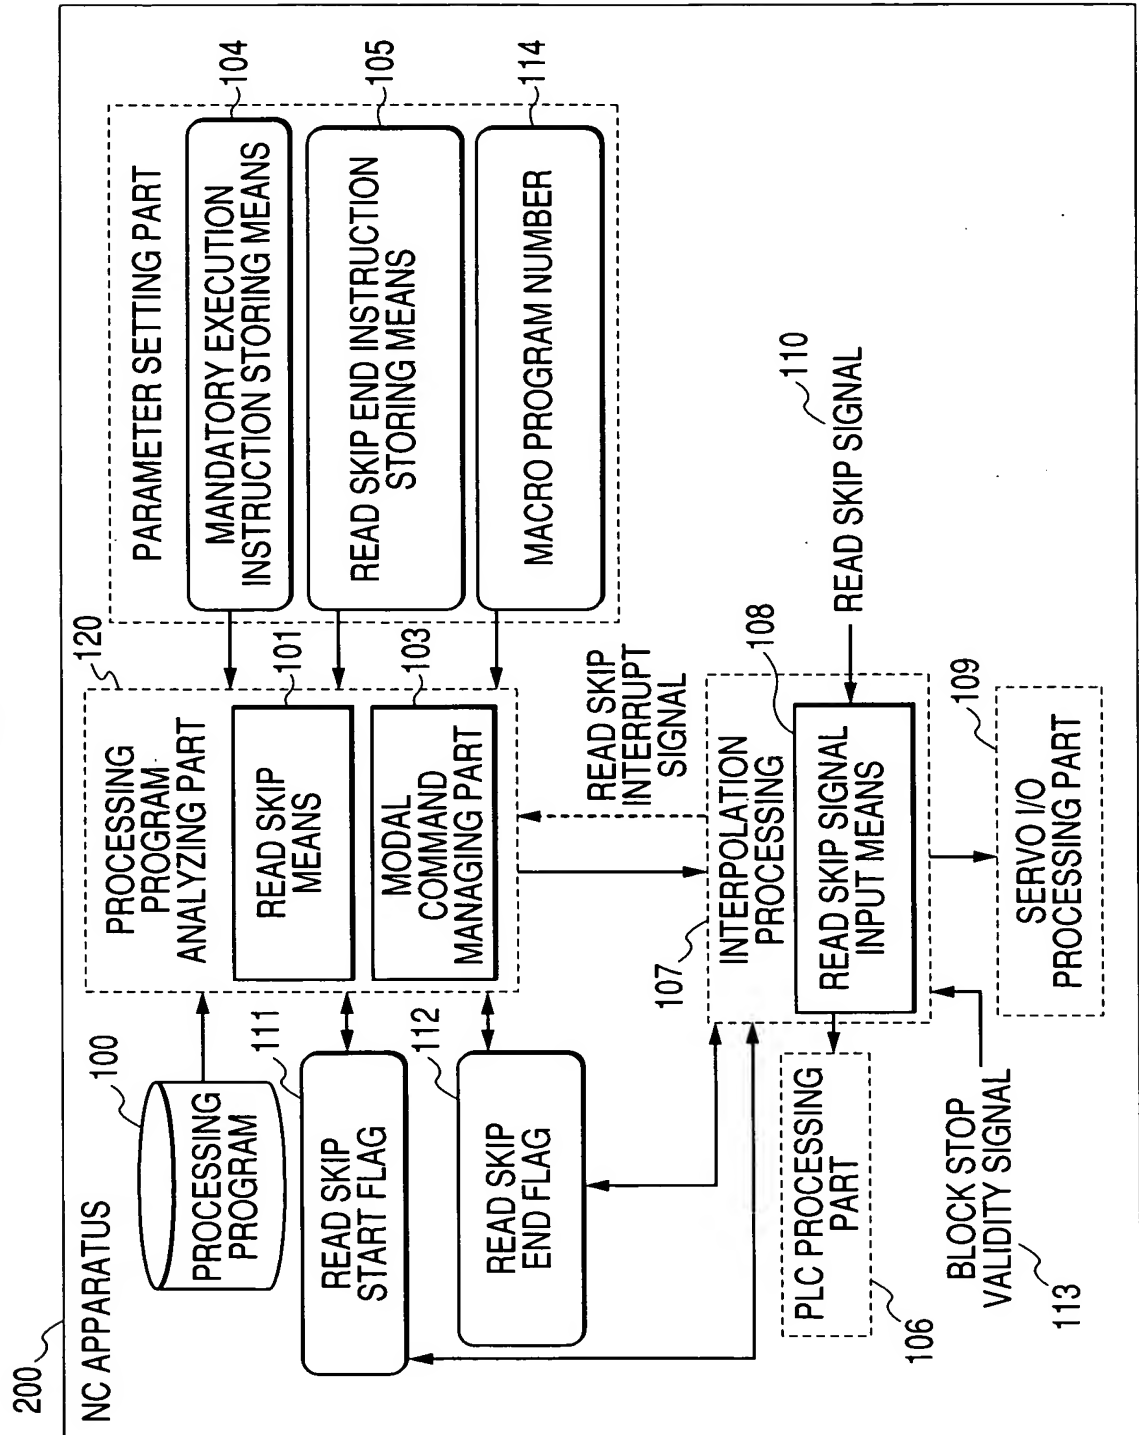 200
NC APPARATUS
100
PROCESSING
PROGRAM
111
READ SKIP
START FLAG
112
READ SKIP
END FLAG
120
PROCESSING
PROGRAM
ANALYZING PART
101
READ SKIP
MEANS
103
MODAL
COMMAND
MANAGING PART
PARAMETER SETTING PART
104
MANDATORY EXECUTION
INSTRUCTION STORING MEANS
105
READ SKIP END INSTRUCTION
STORING MEANS
114
MACRO PROGRAM NUMBER
READ SKIP
INTERRUPT
SIGNAL
107
INTERPOLATION
PROCESSING
108
READ SKIP SIGNAL
INPUT MEANS
110
READ SKIP SIGNAL
PLC PROCESSING
PART
106
BLOCK STOP
VALIDITY SIGNAL
113
109
SERVO I/O
PROCESSING PART